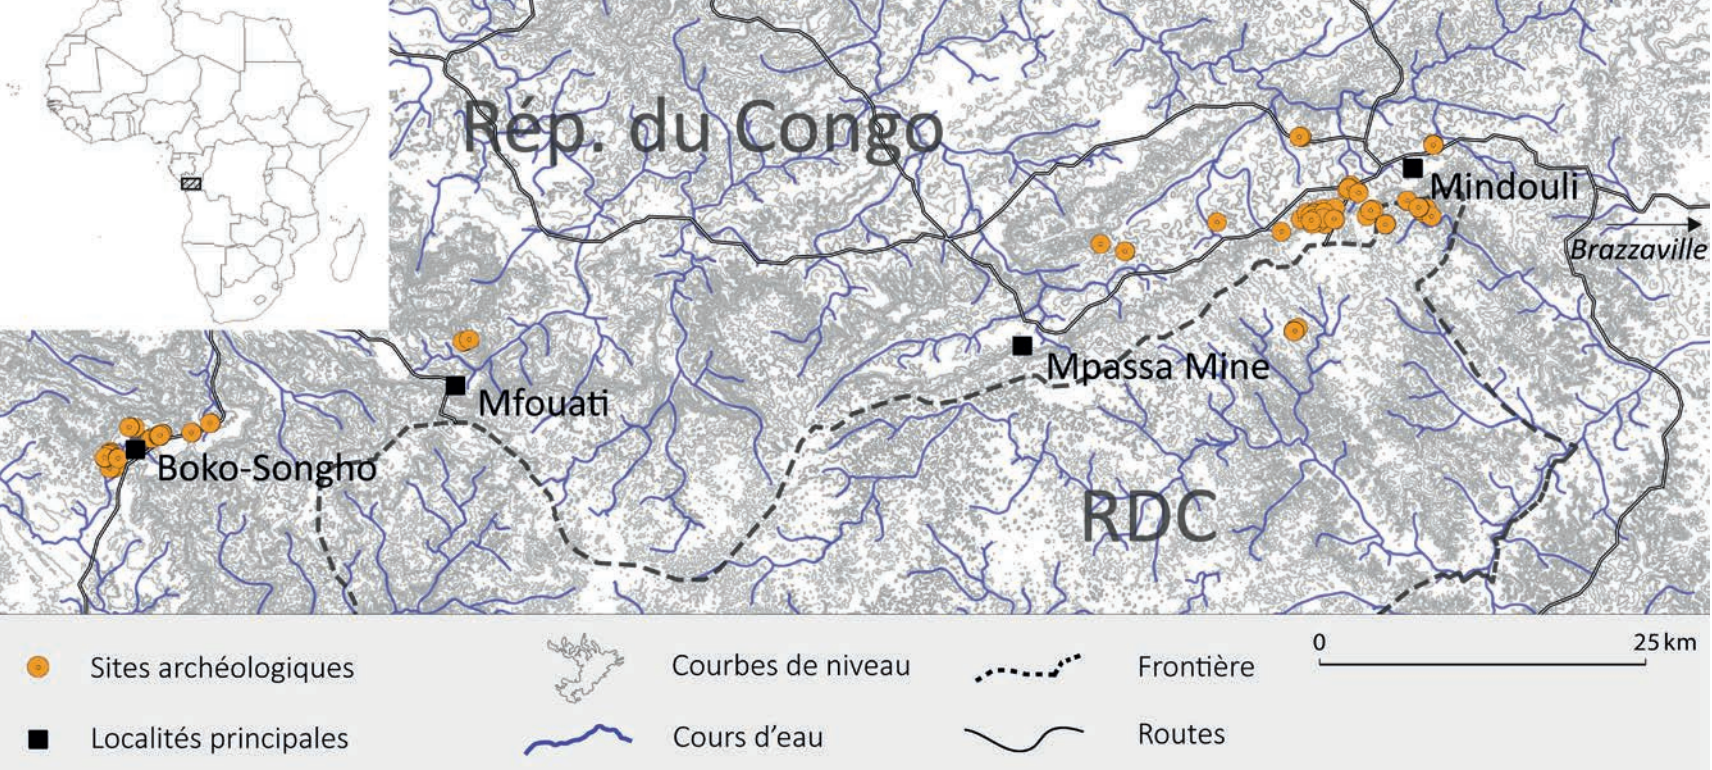 Rép. du Congo
Mindouli
Brazzaville
Mpassa Mine
Mfouati
Boko-Songho
RDC
Sites archéologiques
Courbes de niveau
Frontière
0 25 km
Localités principales
Cours d'eau
Routes